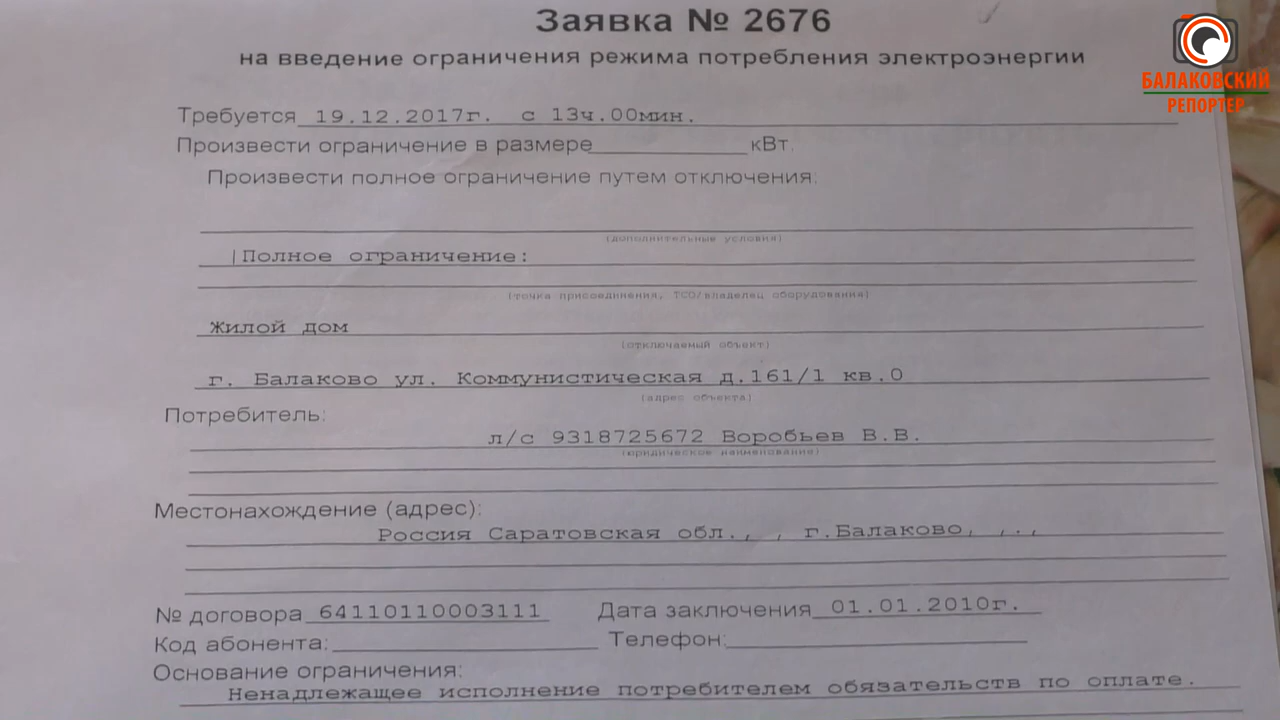 Заявка № 2676
на введение ограничения режима потребления электроэнергии
БАЛАКОВСКИЙ
РЕПОРТЕР
Требуется 19.12.2017г. с 13ч.00мин.
Произвести ограничение в размере кВт.
Произвести полное ограничение путем отключения:
(дополнительные условия)
|Полное ограничение:
(точка присоединения, ТСО/владелец оборудования)
Жилой дом
(отключаемый объект)
г. Балаково ул. Коммунистическая д.161/1 кв.0
(адрес объекта)
Потребитель:
л/с 9318725672 Воробьев В.В.
(юридическое наименование)
Местонахождение (адрес):
Россия Саратовская обл., , г.Балаково, ,.,
№ договора 64110110003111 Дата заключения 01.01.2010г.
Код абонента: Телефон:
Основание ограничения:
Ненадлежащее исполнение потребителем обязательств по оплате.